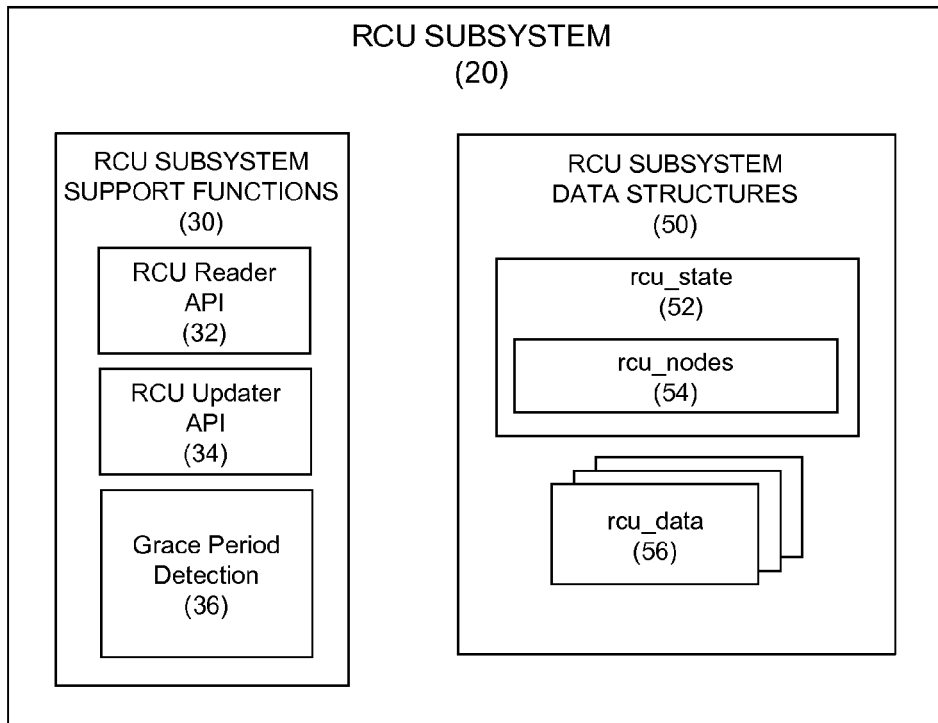 RCU SUBSYSTEM
(20)
RCU SUBSYSTEM
SUPPORT FUNCTIONS
(30)
RCU Reader
API
(32)
RCU Updater
API
(34)
Grace Period
Detection
(36)
RCU SUBSYSTEM
DATA STRUCTURES
(50)
rcu_state
(52)
rcu_nodes
(54)
rcu_data
(56)